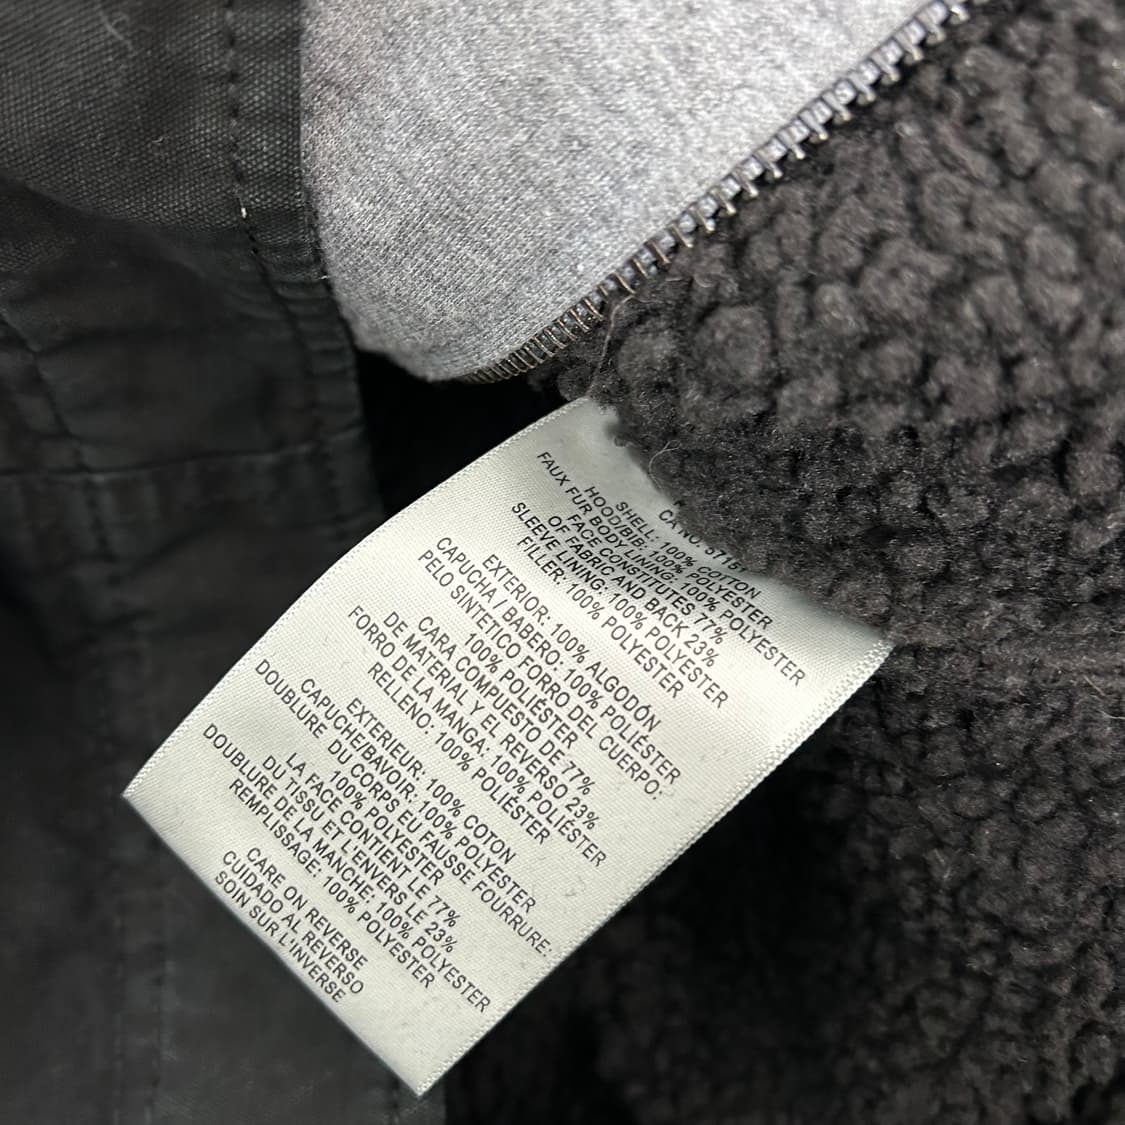 SHELL: 100% COTTON
HOOD/BIB: 100% POLYESTER
FAUX FUR BODY LINING: 100% POLYESTER
FACE CONSTITUTES 77%
OF FABRIC AND BACK 23%
SLEEVE LINING: 100% POLYESTER
FILLER: 100% POLYESTER
EXTERIOR: 100% ALGODÓN
CAPUCHA / BABERO: 100% POLIÉSTER
PELO SINTETICO FORRO DEL CUERPO:
100% POLIÉSTER
CARA COMPUESTO DE 77%
DE MATERIAL Y EL REVERSO 23%
FORRO DE LA MANGA: 100% POLIÉSTER
RELLENO: 100% POLIÉSTER
EXTERIEUR: 100% COTON
CAPUCHE/BAVOIR: 100% POLYESTER
DOUBLURE DU CORPS EU FAUSSE FOURRURE:
100% POLYESTER
LA FACE CONTIENT LE 77%
DU TISSU ET L'ENVERS LE 23%
DOUBLURE DE LA MANCHE: 100% POLYESTER
REMPLISSAGE: 100% POLYESTER
CARE ON REVERSE
CUIDADO AL REVERSO
SOIN SUR L'INVERSE